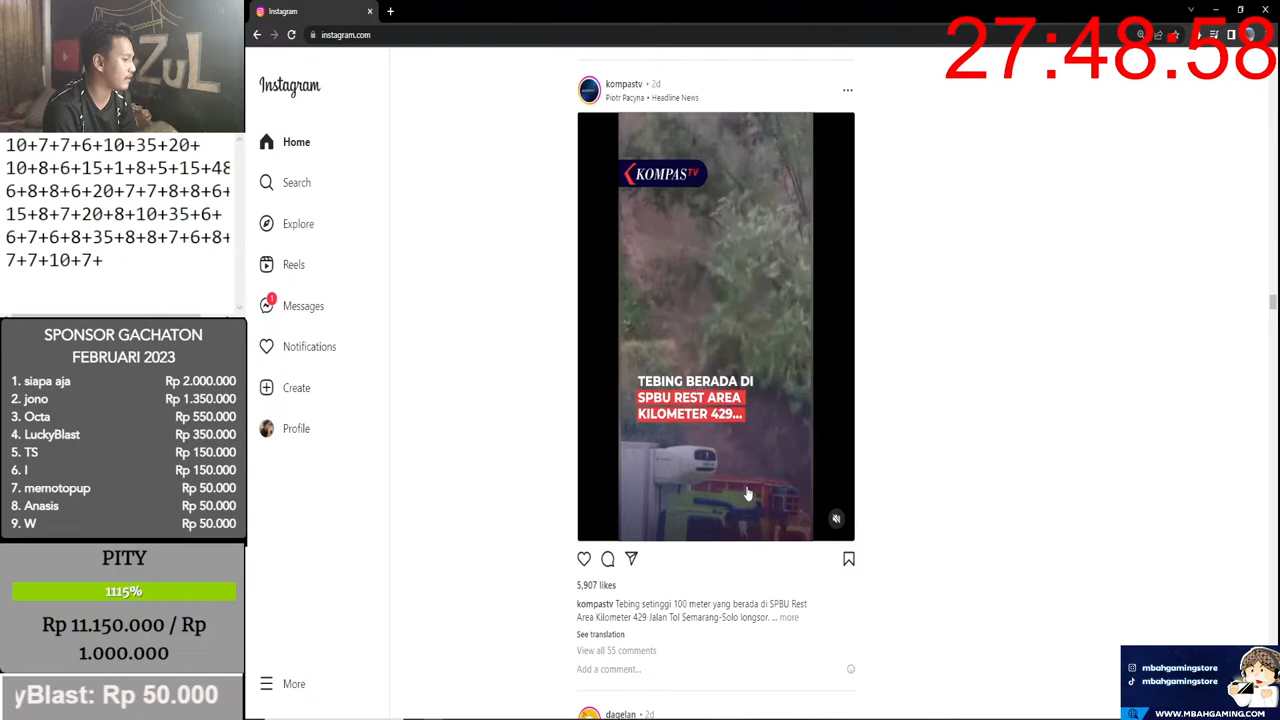 Instagram
instagram.com
27:48:58
ZUL
10+7+7+6+10+35+20+
10+8+6+15+1+8+5+15+48
6+8+8+6+20+7+7+8+8+6+
15+8+7+20+8+10+35+6+
6+7+6+8+35+8+8+7+6+8+
7+7+10+7+
SPONSOR GACHATON
FEBRUARI 2023
1. siapa aja Rp 2.000.000
2. jono Rp 1.350.000
3. Octa Rp 550.000
4. LuckyBlast Rp 350.000
5. TS Rp 150.000
6. I Rp 150.000
7. memotopup Rp 50.000
8. Anasis Rp 50.000
9. W Rp 50.000
PITY
1115%
Rp 11.150.000 / Rp
1.000.000
yBlast: Rp 50.000
Instagram
Home
Search
Explore
Reels
1
Messages
Notifications
Create
Profile
More
kompastv • 2d
Piotr Pacyna • Headline News
KOMPAS TV
TEBING BERADA DI
SPBU REST AREA
KILOMETER 429...
5,907 likes
kompastv Tebing setinggi 100 meter yang berada di SPBU Rest
Area Kilometer 429 Jalan Tol Semarang-Solo longsor. ... more
See translation
View all 55 comments
Add a comment...
dagelan • 2d
mbahgamingstore
mbahgamingstore
WWW.MBAHGAMING.COM